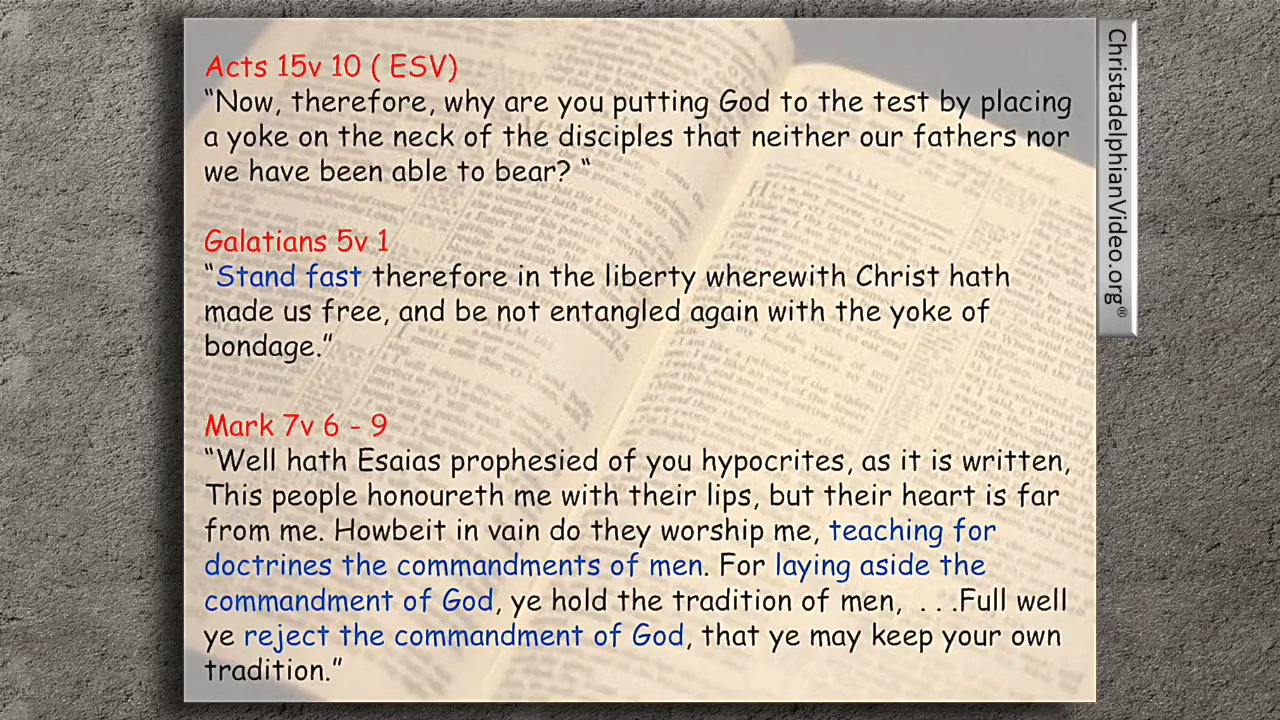 Acts 15v 10 ( ESV)
“Now, therefore, why are you putting God to the test by placing
a yoke on the neck of the disciples that neither our fathers nor
we have been able to bear? “
Galatians 5v 1
“Stand fast therefore in the liberty wherewith Christ hath
made us free, and be not entangled again with the yoke of
bondage.”
Mark 7v 6 - 9
“Well hath Esaias prophesied of you hypocrites, as it is written,
This people honoureth me with their lips, but their heart is far
from me. Howbeit in vain do they worship me, teaching for
doctrines the commandments of men. For laying aside the
commandment of God, ye hold the tradition of men, . . .Full well
ye reject the commandment of God, that ye may keep your own
tradition.”
ChristadelphianVideo.org®